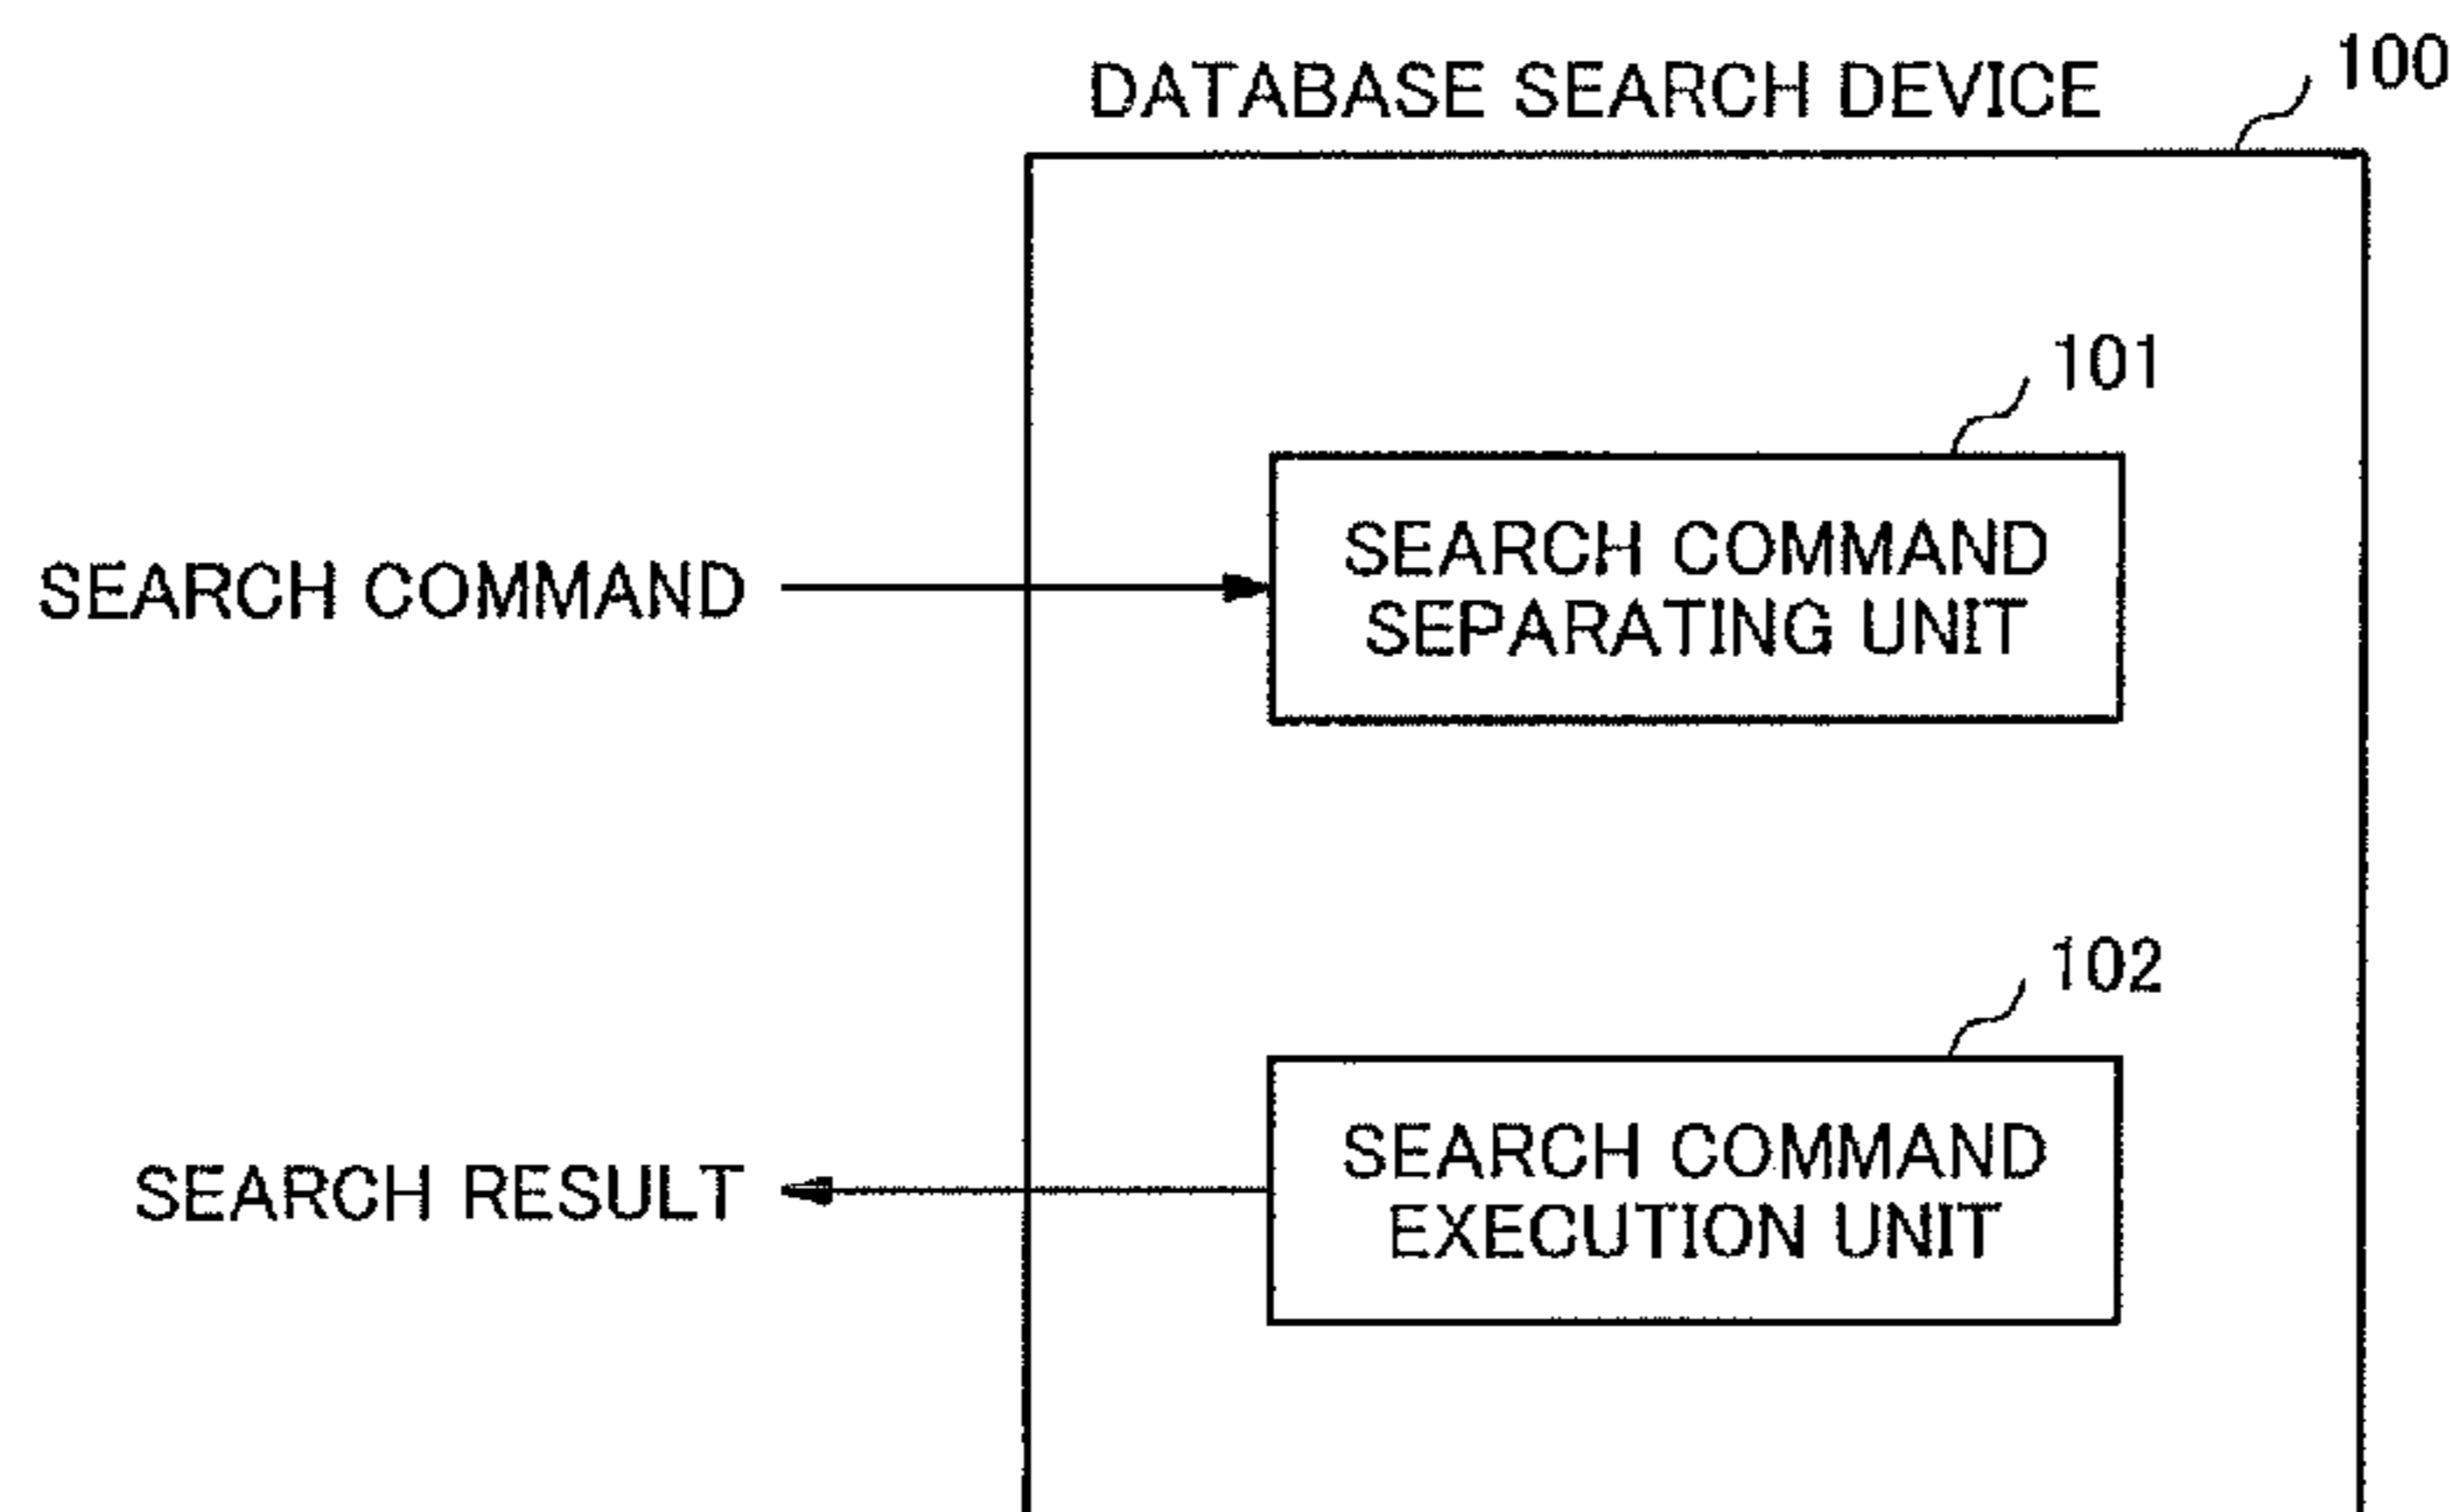 DATABASE SEARCH DEVICE
100
101
SEARCH COMMAND
SEARCH COMMAND
SEPARATING UNIT
102
SEARCH RESULT
SEARCH COMMAND
EXECUTION UNIT